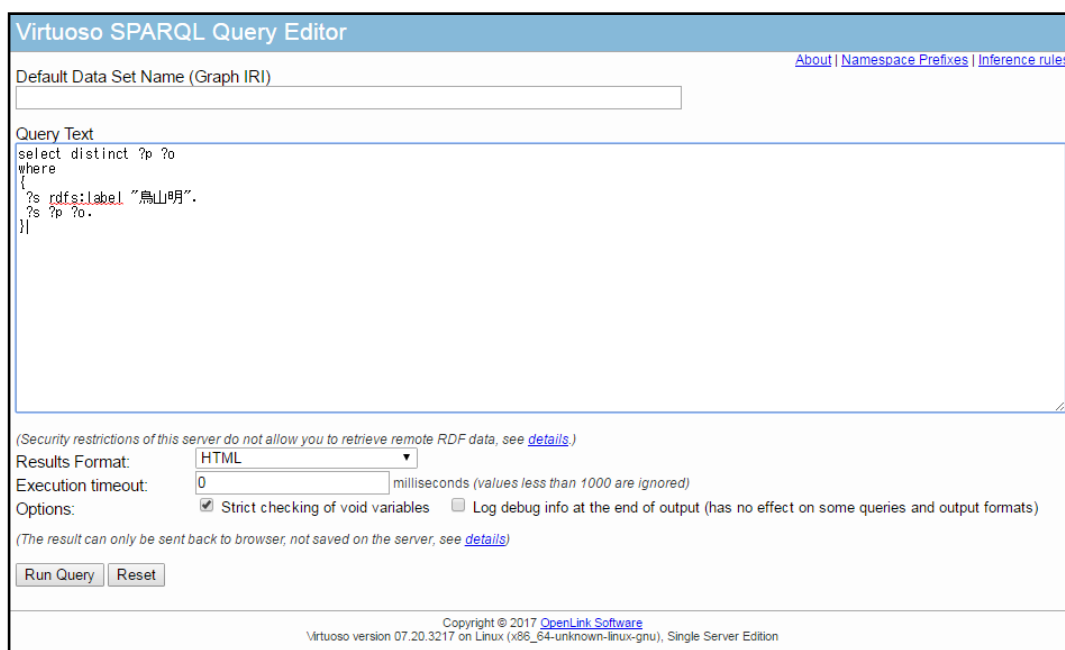 Virtuoso SPARQL Query Editor
About | Namespace Prefixes | Inference rules
Default Data Set Name (Graph IRI)
Query Text
select distinct ?p ?o
where
{
?s rdfs:label "鳥山明".
?s ?p ?o.
}
(Security restrictions of this server do not allow you to retrieve remote RDF data, see details.)
Results Format: HTML
Execution timeout: 0 milliseconds (values less than 1000 are ignored)
Options: Strict checking of void variables Log debug info at the end of output (has no effect on some queries and output formats)
(The result can only be sent back to browser, not saved on the server, see details)
Run Query Reset
Copyright © 2017 OpenLink Software
Virtuoso version 07.20.3217 on Linux (x86_64-unknown-linux-gnu), Single Server Edition